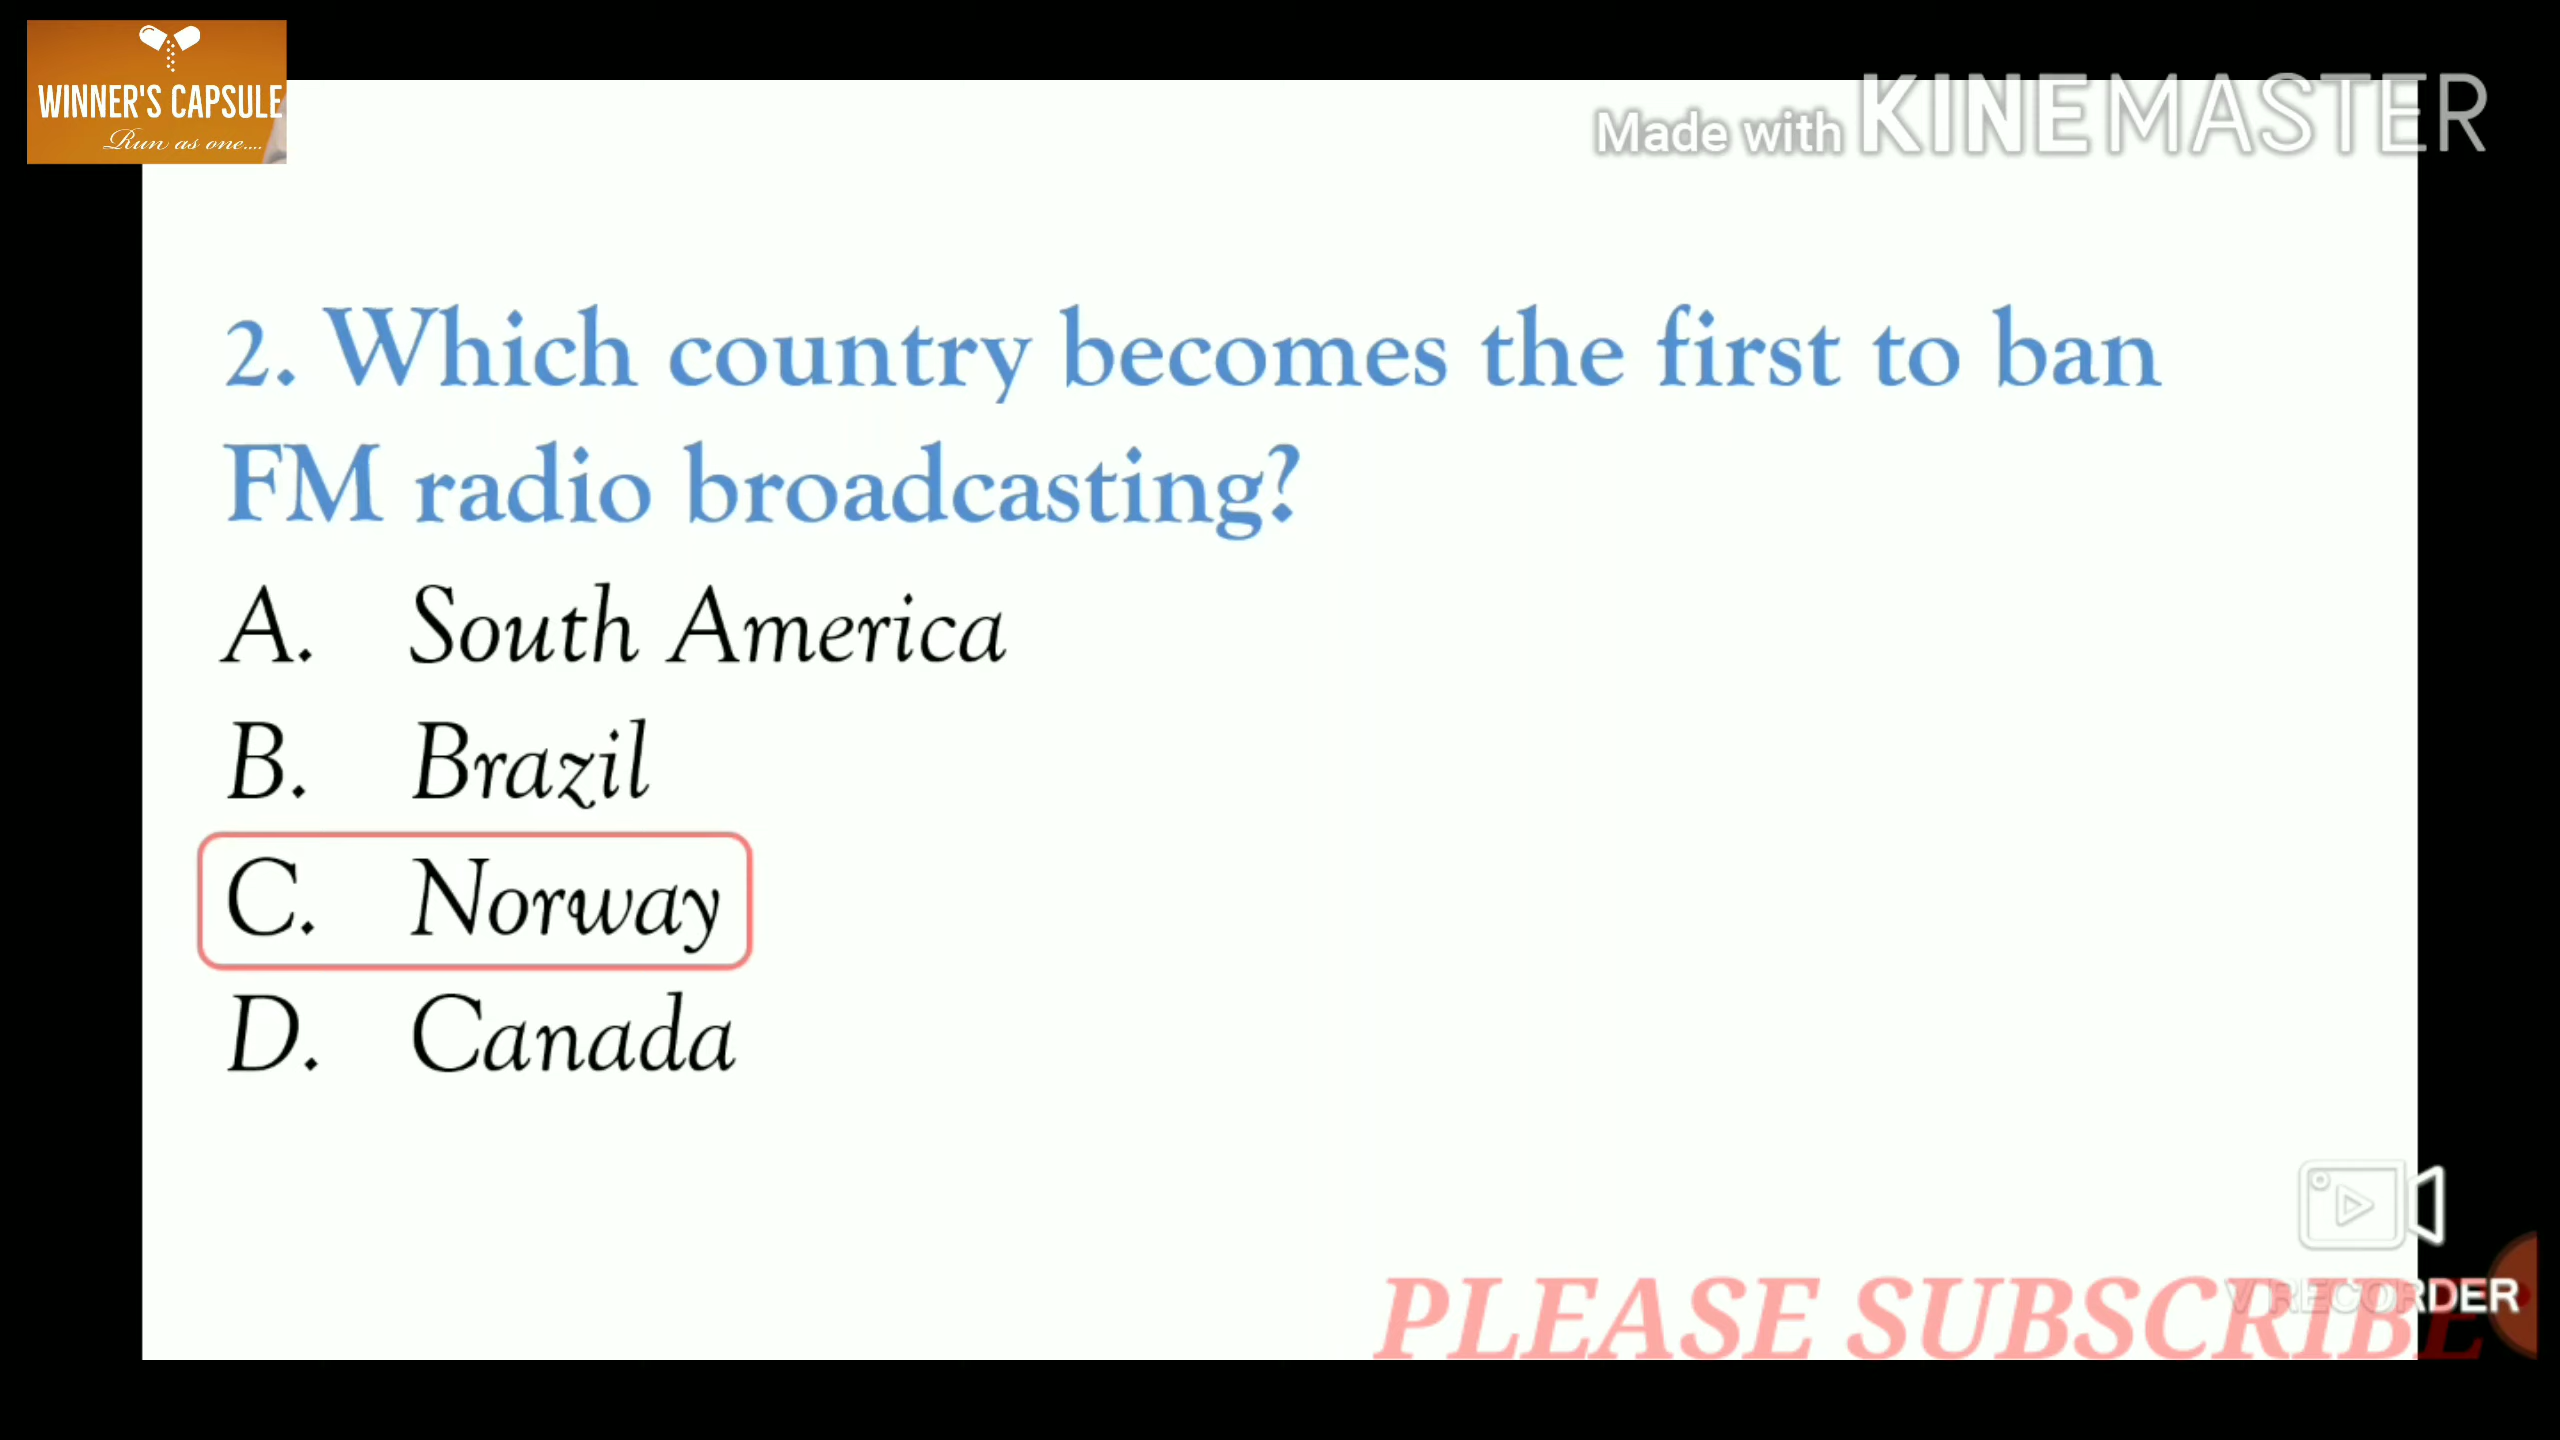 WINNER'S CAPSULE
Run as one....
Made with KINEMASTER
2. Which country becomes the first to ban
FM radio broadcasting?
A. South America
B. Brazil
C. Norway
D. Canada
V RECORDER
PLEASE SUBSCRIBE